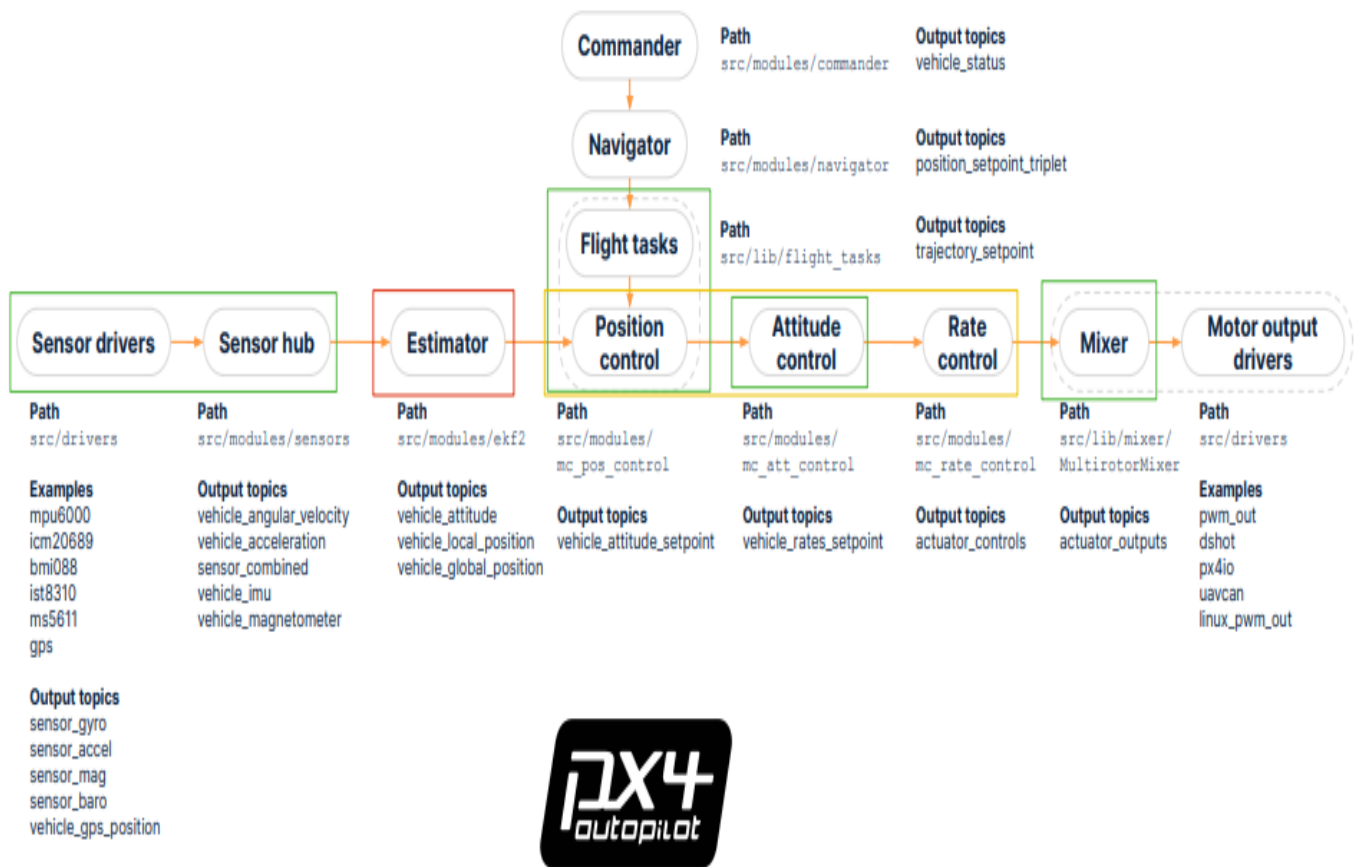 Commander
Path
src/modules/commander
Output topics
vehicle_status
Navigator
Path
src/modules/navigator
Output topics
position_setpoint_triplet
Flight tasks
Path
src/lib/flight_tasks
Output topics
trajectory_setpoint
Sensor drivers
Sensor hub
Estimator
Position
control
Attitude
control
Rate
control
Mixer
Motor output
drivers
Path
src/drivers
Examples
mpu6000
icm20689
bmi088
ist8310
ms5611
gps
Output topics
sensor_gyro
sensor_accel
sensor_mag
sensor_baro
vehicle_gps_position
Path
src/modules/sensors
Output topics
vehicle_angular_velocity
vehicle_acceleration
sensor_combined
vehicle_imu
vehicle_magnetometer
Path
src/modules/ekf2
Output topics
vehicle_attitude
vehicle_local_position
vehicle_global_position
Path
src/modules/
mc_pos_control
Output topics
vehicle_attitude_setpoint
Path
src/modules/
mc_att_control
Output topics
vehicle_rates_setpoint
Path
src/modules/
mc_rate_control
Output topics
actuator_controls
Path
src/lib/mixer/
MultirotorMixer
Output topics
actuator_outputs
Path
src/drivers
Examples
pwm_out
dshot
px4io
uavcan
linux_pwm_out
px4
autopilot